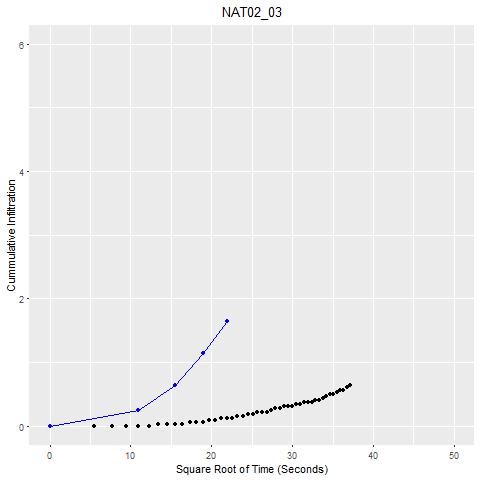 NAT02_03
6
4
2
0
Cummulative Infiltration
0 10 20 30 40 50
Square Root of Time (Seconds)